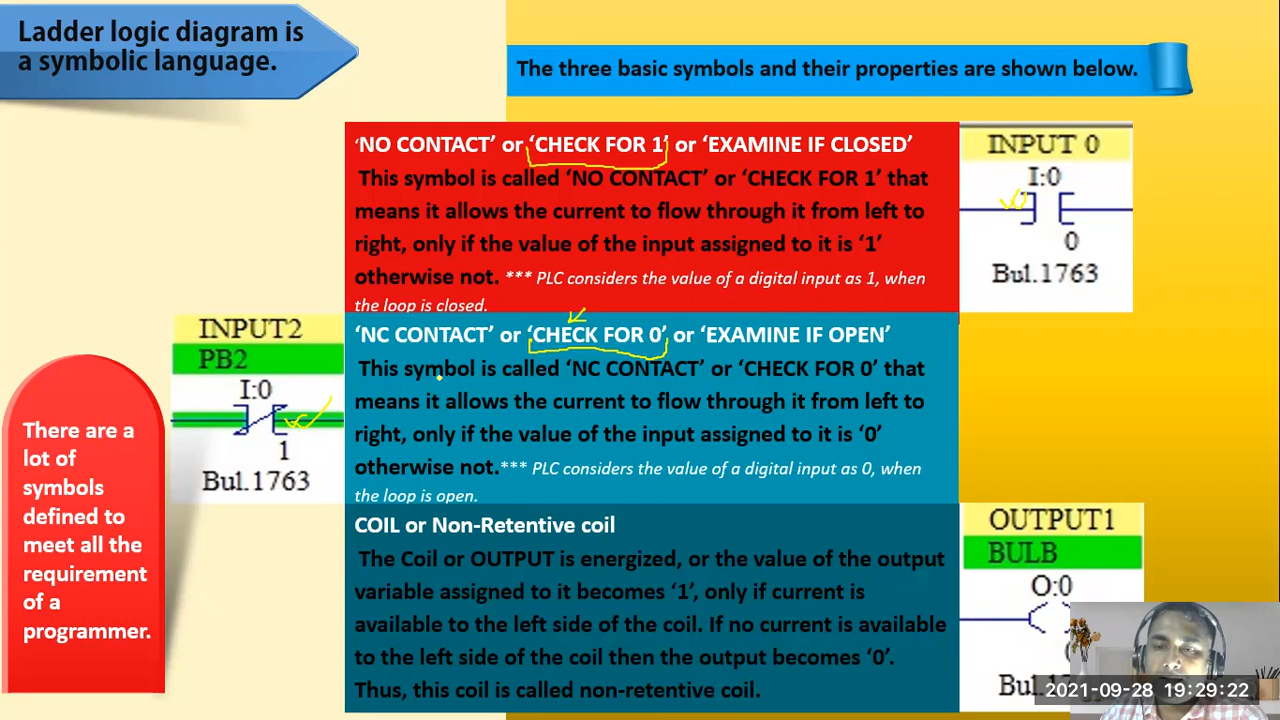 Ladder logic diagram is
a symbolic language.
The three basic symbols and their properties are shown below.
‘NO CONTACT’ or ‘CHECK FOR 1’ or ‘EXAMINE IF CLOSED’
This symbol is called ‘NO CONTACT’ or ‘CHECK FOR 1’ that
means it allows the current to flow through it from left to
right, only if the value of the input assigned to it is ‘1’
otherwise not. *** PLC considers the value of a digital input as 1, when
the loop is closed.
INPUT 0
I:0
0
Bul.1763
INPUT2
PB2
I:0
1
Bul.1763
‘NC CONTACT’ or ‘CHECK FOR 0’ or ‘EXAMINE IF OPEN’
This symbol is called ‘NC CONTACT’ or ‘CHECK FOR 0’ that
means it allows the current to flow through it from left to
right, only if the value of the input assigned to it is ‘0’
otherwise not.*** PLC considers the value of a digital input as 0, when
the loop is open.
There are a
lot of
symbols
defined to
meet all the
requirement
of a
programmer.
COIL or Non-Retentive coil
The Coil or OUTPUT is energized, or the value of the output
variable assigned to it becomes ‘1’, only if current is
available to the left side of the coil. If no current is available
to the left side of the coil then the output becomes ‘0’.
Thus, this coil is called non-retentive coil.
OUTPUT1
BULB
O:0
2021-09-28 19:29:22